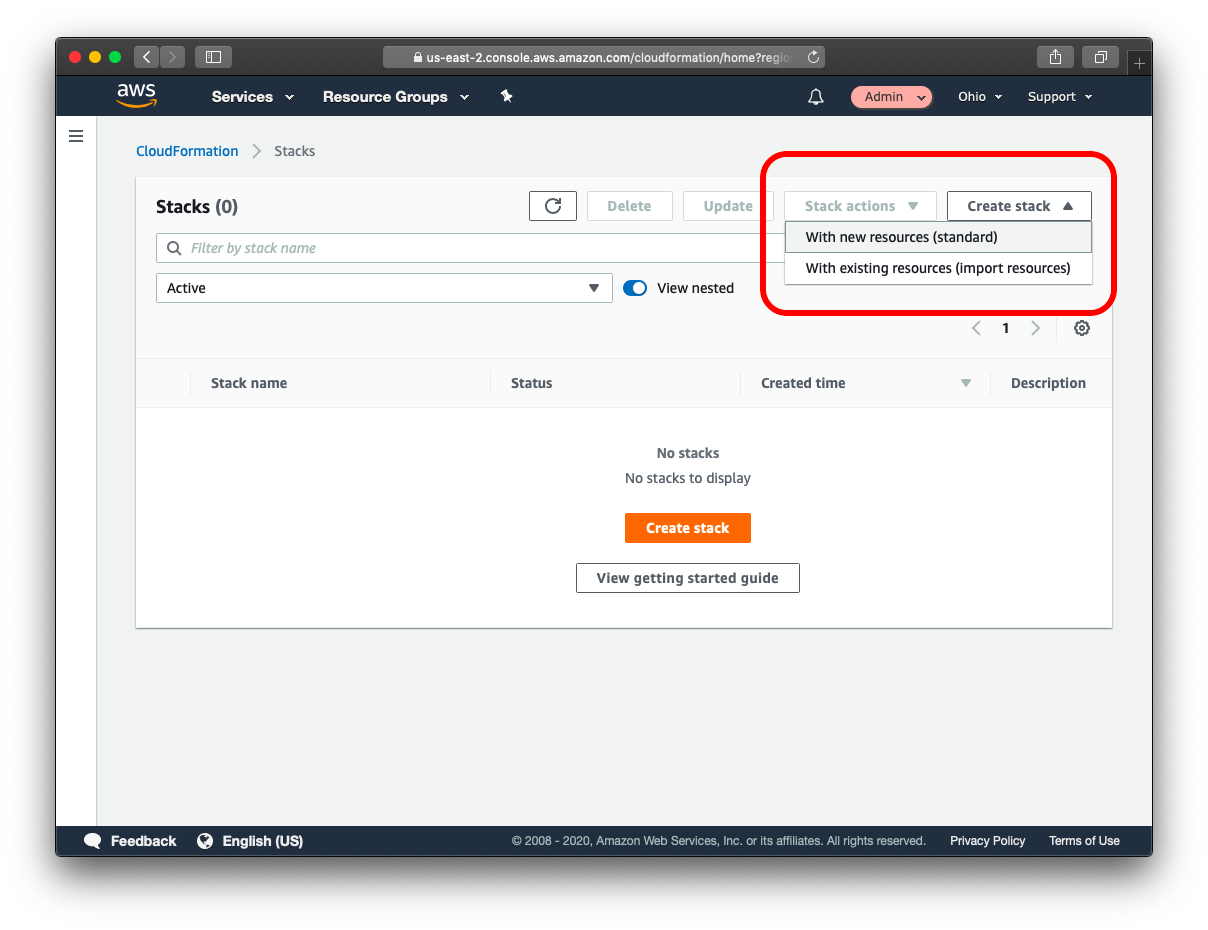 us-east-2.console.aws.amazon.com/cloudformation/home?regio
aws Services Resource Groups Admin Ohio Support
CloudFormation Stacks
Stacks (0) Delete Update Stack actions Create stack
With new resources (standard)
Filter by stack name
With existing resources (import resources)
Active View nested
1
Stack name Status Created time Description
No stacks
No stacks to display
Create stack
View getting started guide
Feedback English (US) © 2008 - 2020, Amazon Web Services, Inc. or its affiliates. All rights reserved. Privacy Policy Terms of Use